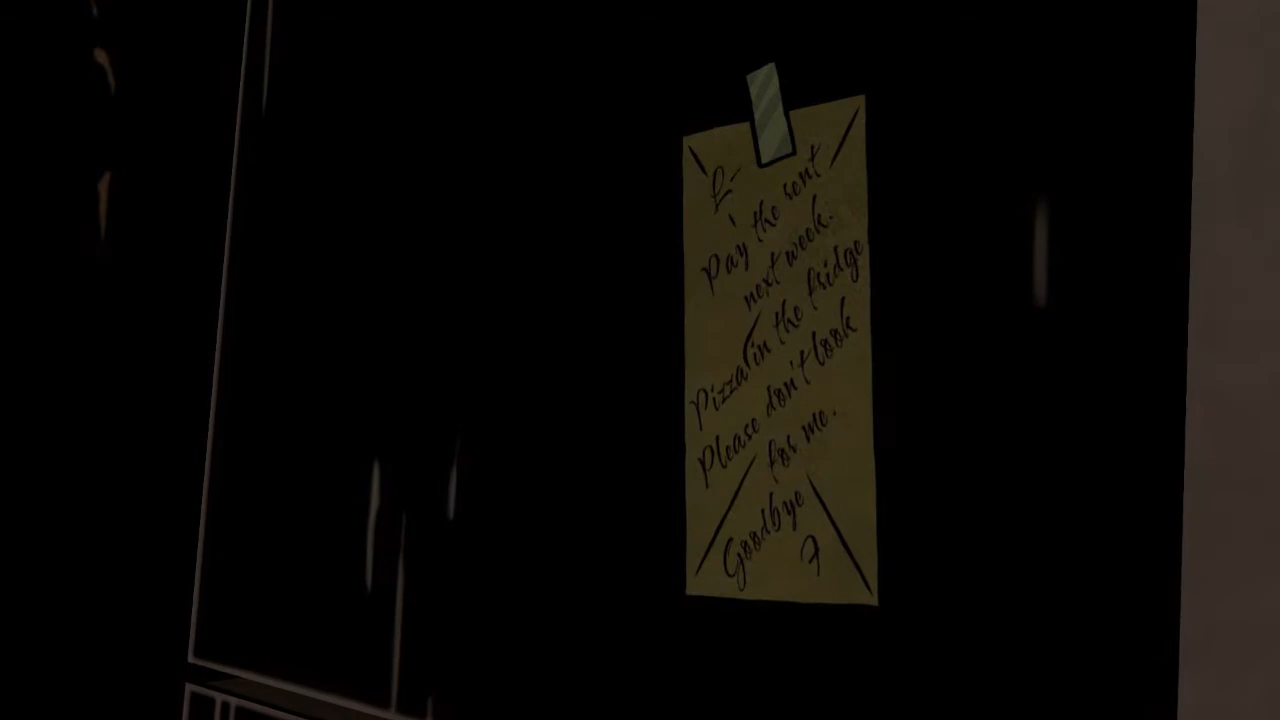 E-
Pay the rent
next week.
Pizza in the fridge
Please don't look
for me.
Goodbye
F